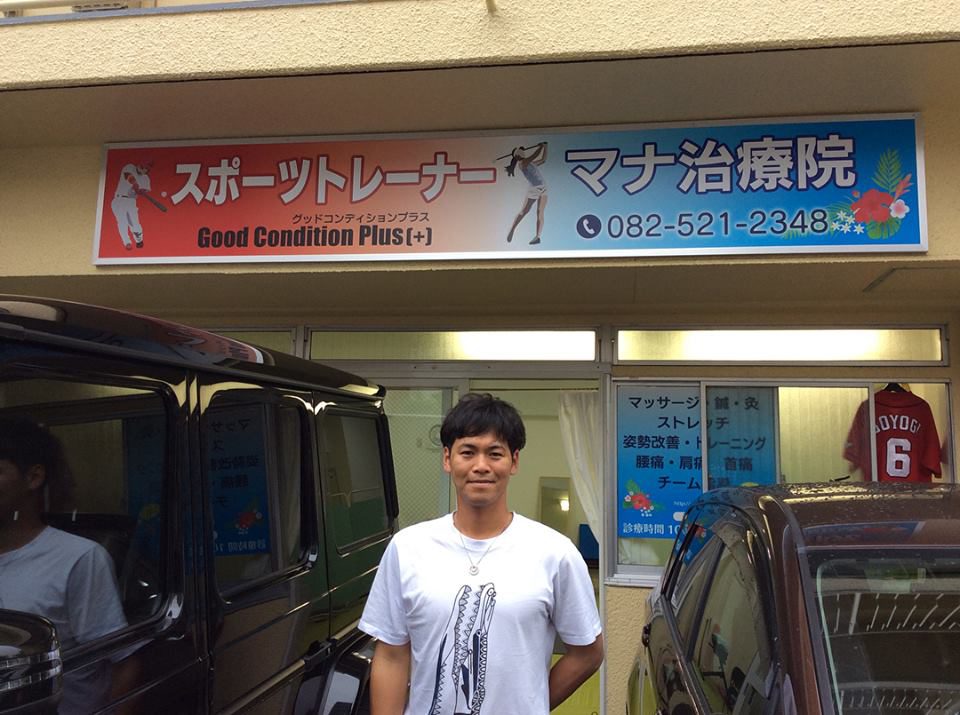 スポーツトレーナー
グッドコンディションプラス
Good Condition Plus(+)
マナ治療院
082-521-2348
マッサージ・鍼・灸
ストレッチ
姿勢改善・トレーニング
腰痛・肩痛・首痛
チーム
http://
診療時間 10
DOYOGI
6